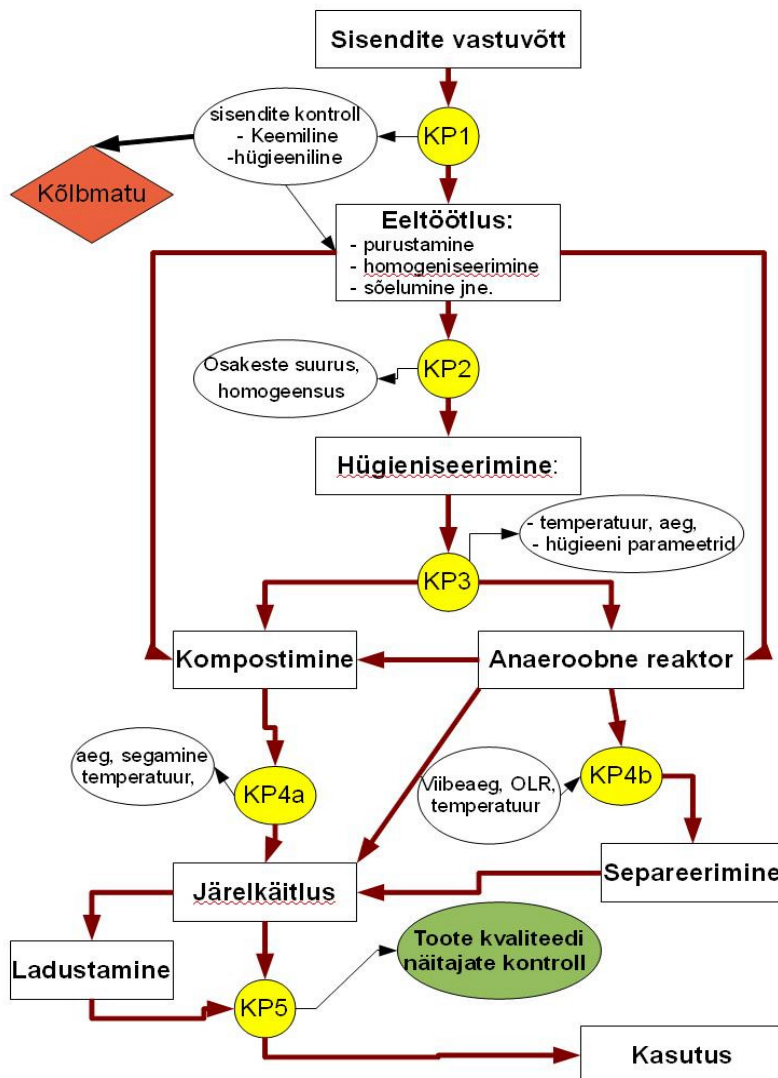 Sisendite vastuvõtt
sisendite kontroll
- Keemiline
-hügieeniline
KP1
Kõlbmatu
Eeltöötlus:
- purustamine
- homogeniseerimine
- sõelumine jne.
KP2
Osakeste suurus,
homogeensus
Hügieniseerimine:
- temperatuur, aeg,
- hügieeni parameetrid
KP3
Kompostimine
Anaeroobne reaktor
aeg, segamine
temperatuur,
KP4a
Viibeaeg, OLR,
temperatuur
KP4b
Separeerimine
Järelkäitlus
Toote kvaliteedi
näitajate kontroll
Ladustamine
KP5
Kasutus